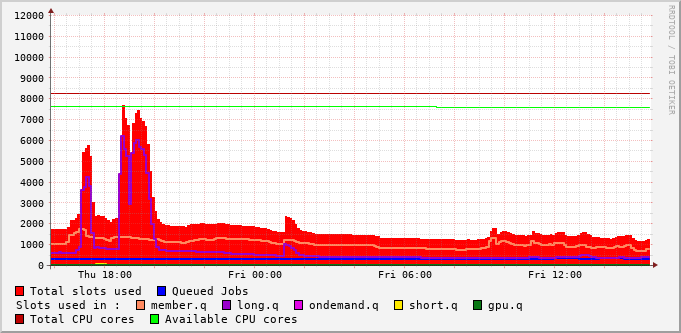 12000
11000
10000
9000
8000
7000
6000
5000
4000
3000
2000
1000
0
Thu 18:00 Fri 00:00 Fri 06:00 Fri 12:00
Total slots used Queued Jobs
Slots used in : member.q long.q ondemand.q short.q gpu.q
Total CPU cores Available CPU cores
RRDTOOL / TOBI OETIKER